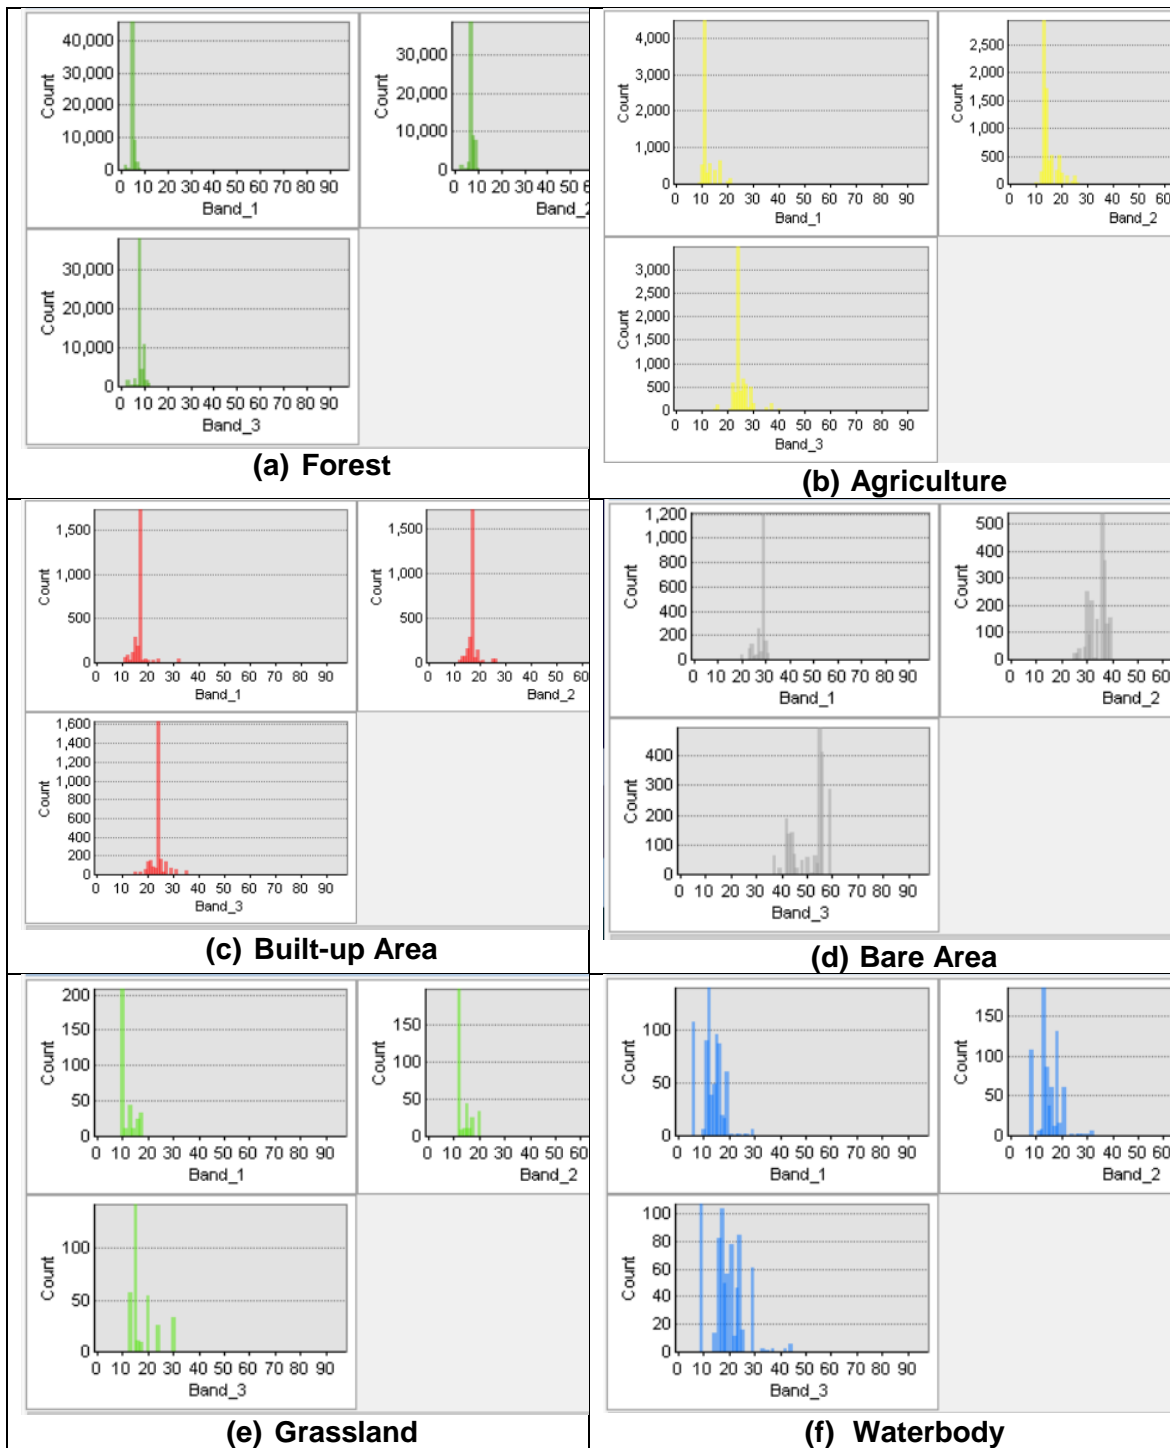 40,000
30,000
20,000
10,000
0
Count
0 10 20 30 40 50 60 70 80 90
Band_1
30,000
20,000
10,000
0
Count
0 10 20 30 40 50 6
Band_2
30,000
20,000
10,000
0
Count
0 10 20 30 40 50 60 70 80 90
Band_3
(a) Forest
4,000
3,000
2,000
1,000
0
Count
0 10 20 30 40 50 60 70 80 90
Band_1
2,500
2,000
1,500
1,000
500
0
Count
0 10 20 30 40 50 60
Band_2
3,000
2,500
2,000
1,500
1,000
500
0
Count
0 10 20 30 40 50 60 70 80 90
Band_3
(b) Agriculture
1,500
1,000
500
0
Count
0 10 20 30 40 50 60 70 80 90
Band_1
1,500
1,000
500
0
Count
0 10 20 30 40 50 60
Band_2
1,600
1,400
1,200
1,000
800
600
400
200
0
Count
0 10 20 30 40 50 60 70 80 90
Band_3
(c) Built-up Area
1,200
1,000
800
600
400
200
0
Count
0 10 20 30 40 50 60 70 80 90
Band_1
500
400
300
200
100
0
Count
0 10 20 30 40 50 60
Band_2
400
300
200
100
0
Count
0 10 20 30 40 50 60 70 80 90
Band_3
(d) Bare Area
200
150
100
50
0
Count
0 10 20 30 40 50 60 70 80 90
Band_1
150
100
50
0
Count
0 10 20 30 40 50 60
Band_2
100
50
0
Count
0 10 20 30 40 50 60 70 80 90
Band_3
(e) Grassland
100
50
0
Count
0 10 20 30 40 50 60 70 80 90
Band_1
150
100
50
0
Count
0 10 20 30 40 50 60
Band_2
100
80
60
40
20
0
Count
0 10 20 30 40 50 60 70 80 90
Band_3
(f) Waterbody